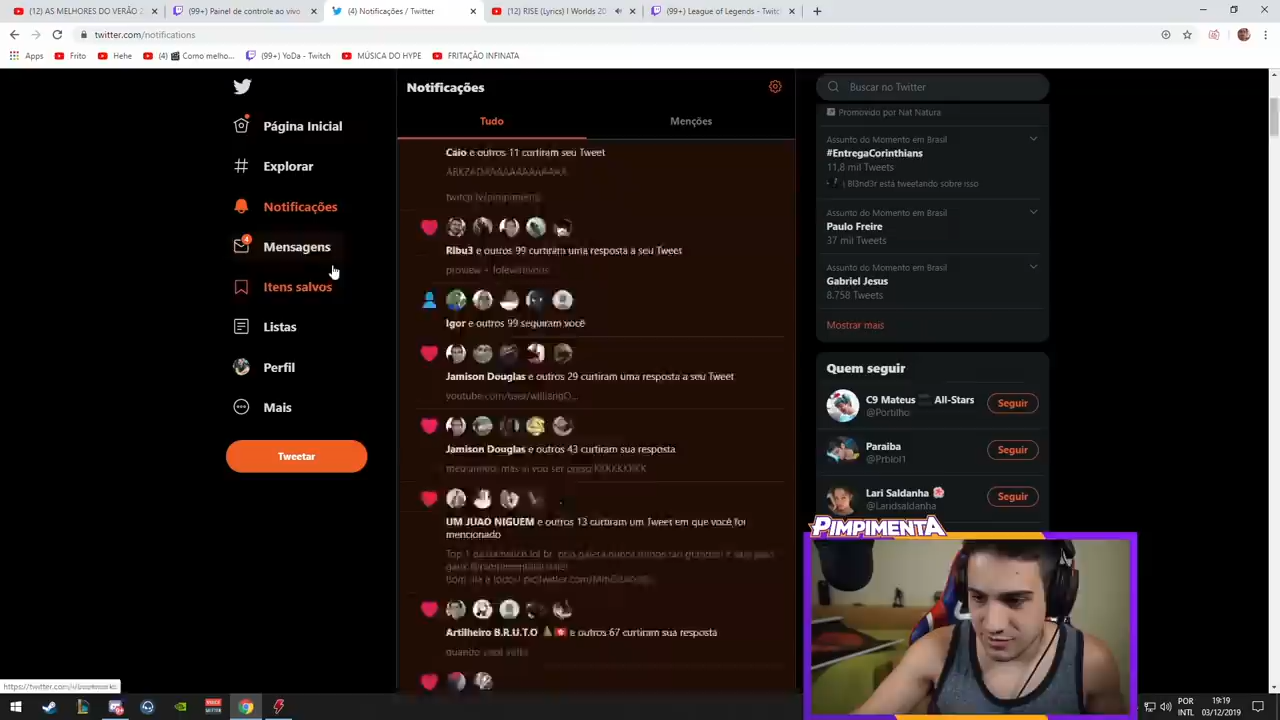 (12) AS MELHORES DO VERÃO 2
(99+) Painel de controle ao vivo
(4) Notificações / Twitter
(12) [RISE (Lyrics) | Worlds 20
(99+) League of Legends - Twitc
twitter.com/notifications
Apps
Frito
Hehe
(4) Como melho...
(99+) YoDa - Twitch
MÚSICA DO HYPE
FRITAÇÃO INFINATA
Página Inicial
Explorar
Notificações
4
Mensagens
Itens salvos
Listas
Perfil
Mais
Tweetar
Notificações
Tudo
Menções
Caio e outros 11 curtiram seu Tweet
twitch.tv/pimpimenta
Ribu3 e outros 99 curtiram uma resposta a seu Tweet
Igor e outros 99 seguiram você
Jamison Douglas e outros 29 curtiram uma resposta a seu Tweet
Jamison Douglas e outros 43 curtiram sua resposta
UM JUAO NIGUEM e outros 13 curtiram um Tweet em que você foi
mencionado
Artilheiro B.R.U.T.O e outros 67 curtiram sua resposta
Buscar no Twitter
Promovido por Nat Natura
Assunto do Momento em Brasil
#EntregaCorinthians
11,8 mil Tweets
Bl3nd3r está tweetando sobre isso
Assunto do Momento em Brasil
Paulo Freire
37 mil Tweets
Assunto do Momento em Brasil
Gabriel Jesus
8.758 Tweets
Mostrar mais
Quem seguir
C9 Mateus All-Stars
@Portilho
Seguir
Paraiba
@Prbiol1
Seguir
Lari Saldanha
@Laridsaldanha
Seguir
PIMPIMENTA
POR
INTL
19:19
03/12/2019